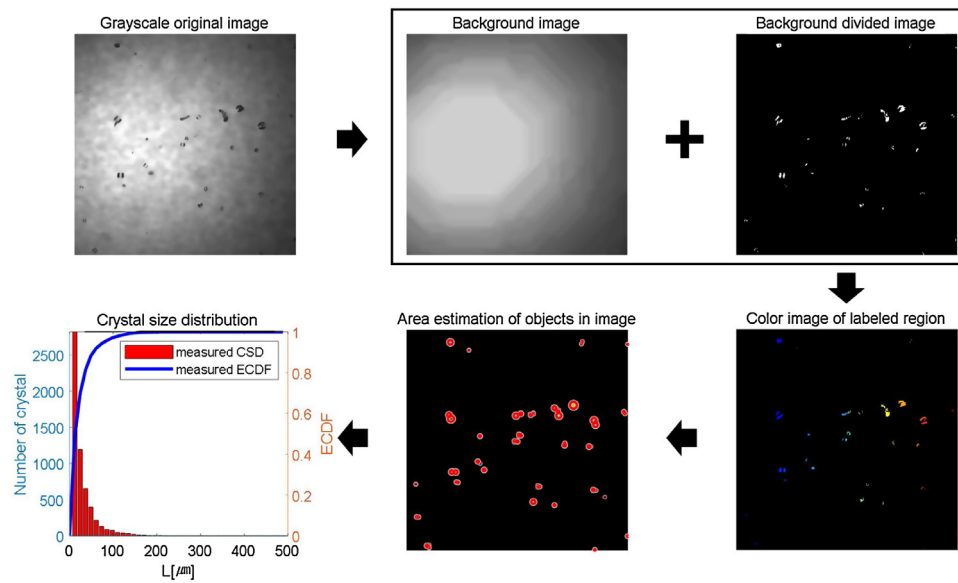 Grayscale original image
Background image
Background divided image
Crystal size distribution
Area estimation of objects in image
Color image of labeled region
measured CSD
measured ECDF
Number of crystal
2500
2000
1500
1000
500
0
1
0.8
0.6
0.4
0.2
0
ECDF
0 100 200 300 400 500
L[㎛]